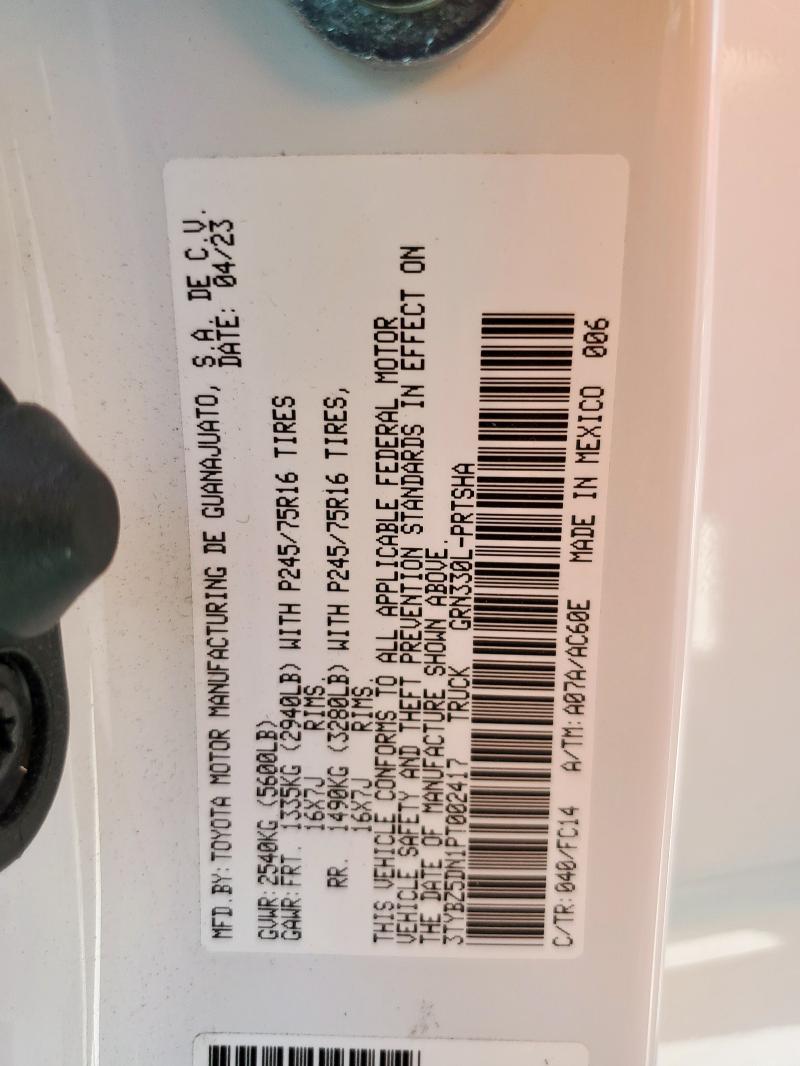 MFD.BY: TOYOTA MOTOR MANUFACTURING DE GUANAJUATO, S.A. DE C.V.
DATE: 04/23
GVWR: 2540KG (5600LB)
GAWR: FRT. 1335KG (2940LB) WITH P245/75R16 TIRES
16X7J RIMS,
RR. 1490KG (3280LB) WITH P245/75R16 TIRES,
16X7J RIMS.
THIS VEHICLE CONFORMS TO ALL APPLICABLE FEDERAL MOTOR
VEHICLE SAFETY AND THEFT PREVENTION STANDARDS IN EFFECT ON
THE DATE OF MANUFACTURE SHOWN ABOVE.
3TYBZ5DN1PT002417 TRUCK GRN330L-PRTSHA
C/TR: 040/FC14 A/TM: A07A/AC60E MADE IN MEXICO 006